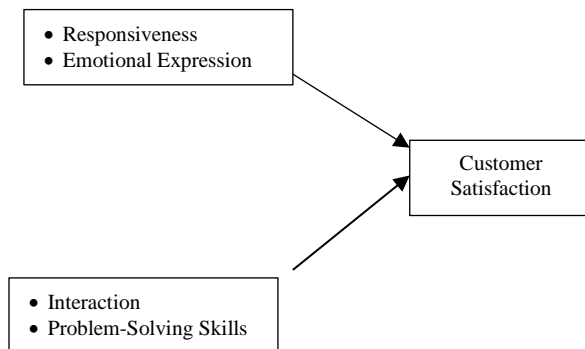 • Responsiveness
• Emotional Expression
Customer
Satisfaction
• Interaction
• Problem-Solving Skills